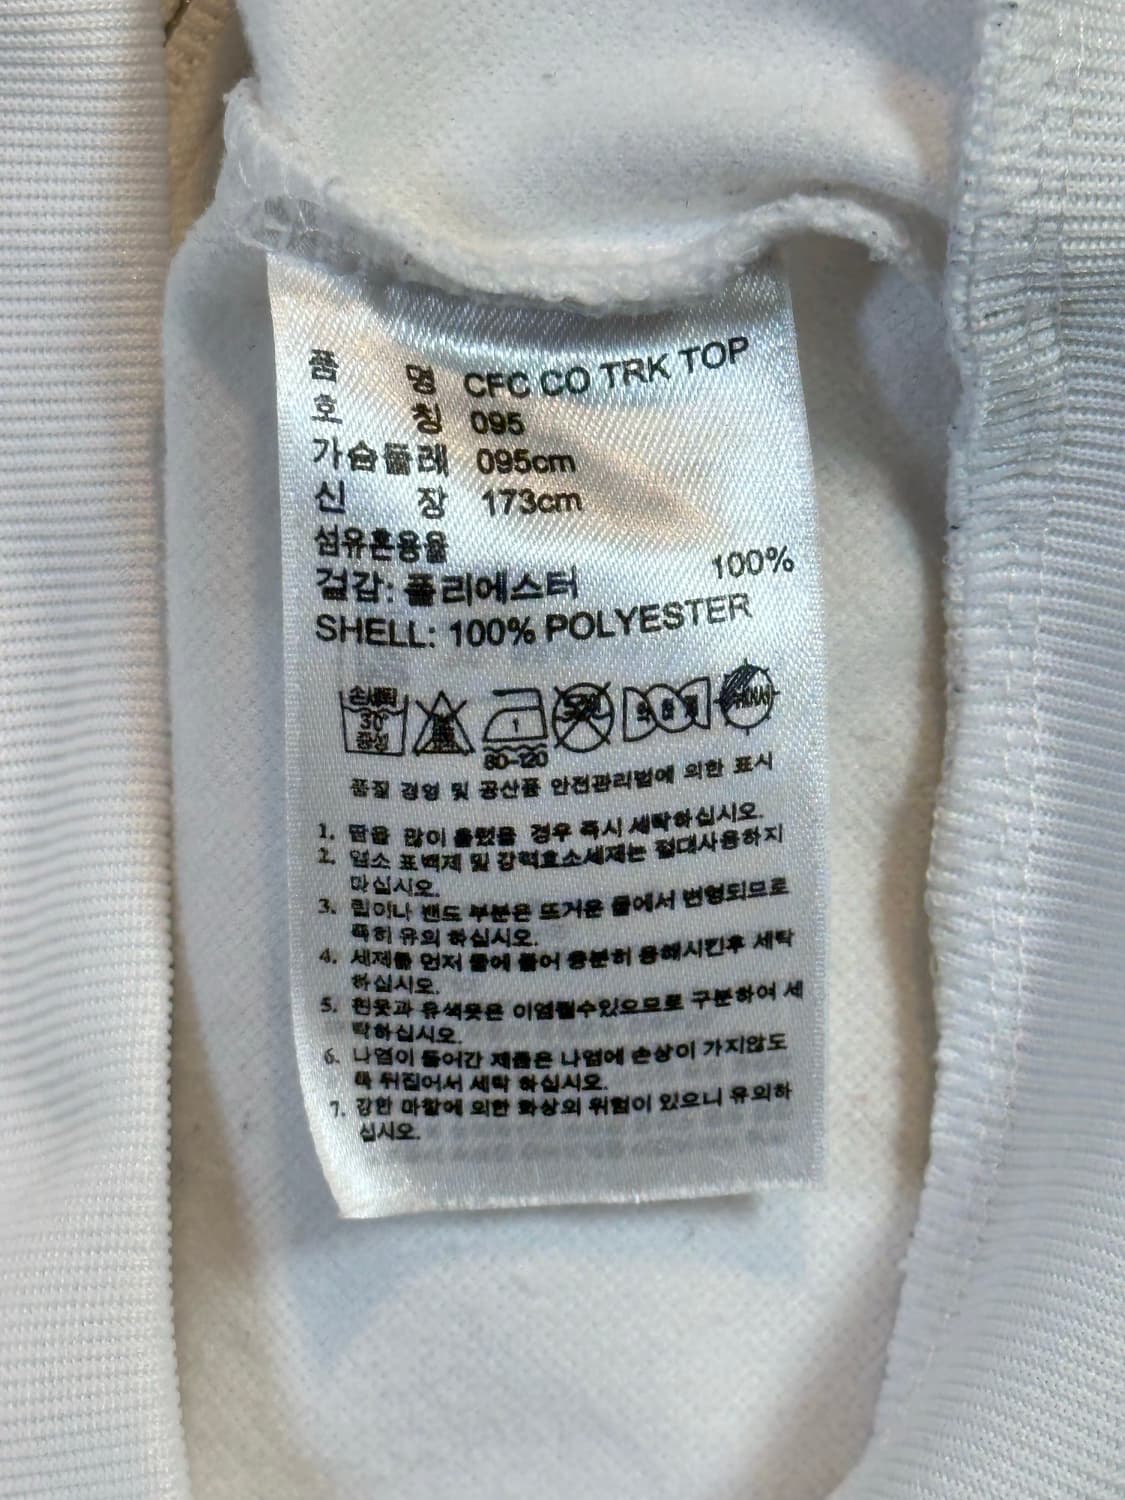 품 명 CFC CO TRK TOP
호 칭 095
가슴둘레 095cm
신 장 173cm
섬유혼용율
겉감: 폴리에스터 100%
SHELL: 100% POLYESTER
손세탁
30°
중성
1
80-120
품질 경영 및 공산품 안전관리법에 의한 표시
1. 땀을 많이 흘렸을 경우 즉시 세탁하십시오.
2. 염소 표백제 및 강력효소세제는 절대사용하지
마십시오.
3. 립이나 밴드 부분은 뜨거운 물에서 변형되므로
특히 유의 하십시오.
4. 세제를 먼저 물에 풀어 충분히 용해시킨후 세탁
하십시오.
5. 흰옷과 유색옷은 이염될수있으므로 구분하여 세
탁하십시오.
6. 나염이 들어간 제품은 나염에 손상이 가지않도
록 뒤집어서 세탁 하십시오.
7. 강한 마찰에 의한 화상의 위험이 있으니 유의하
십시오.